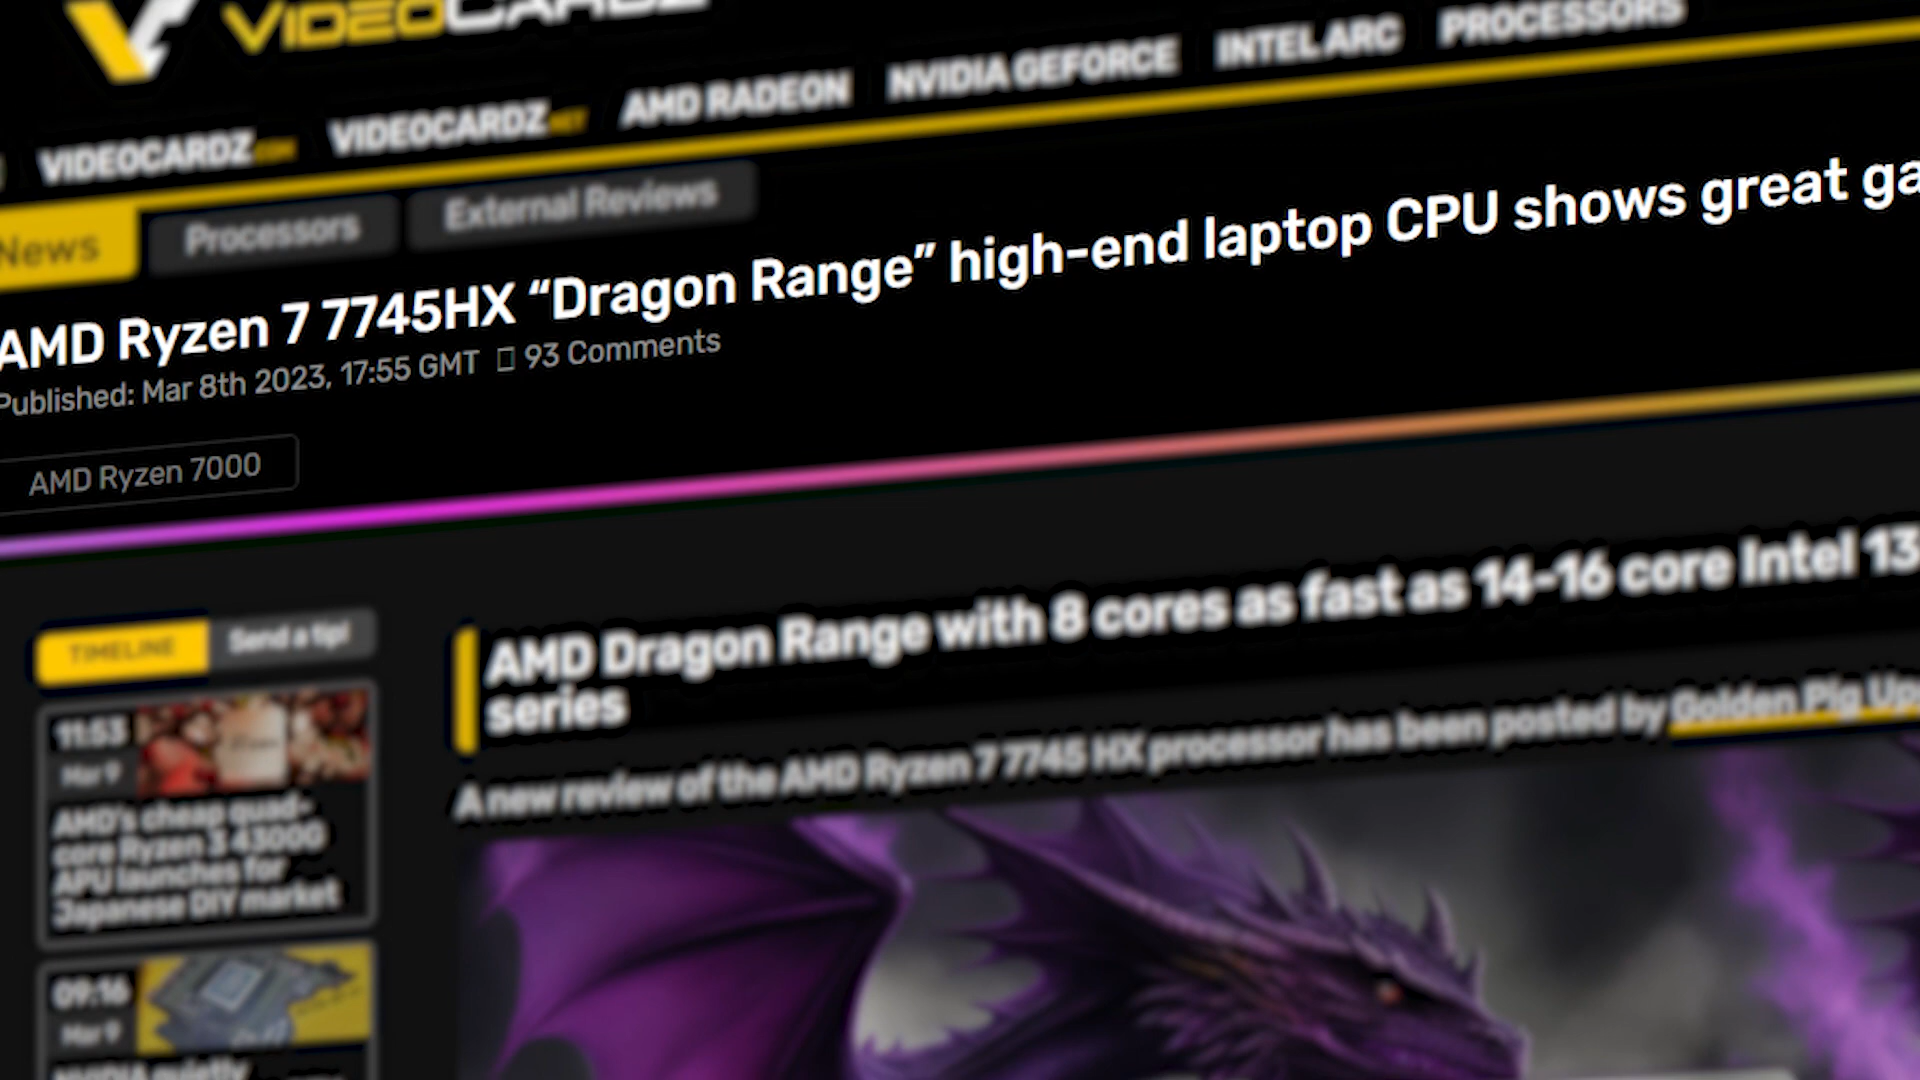 VIDEOCARDZ
VIDEOCARDZ.COM VIDEOCARDZ.NET AMD RADEON NVIDIA GEFORCE INTEL ARC PROCESSORS
News Processors External Reviews
AMD Ryzen 7 7745HX “Dragon Range” high-end laptop CPU shows great ga
Published: Mar 8th 2023, 17:55 GMT 93 Comments
AMD Ryzen 7000
TIMELINE Send a tip!
AMD Dragon Range with 8 cores as fast as 14-16 core Intel 13
series
A new review of the AMD Ryzen 7 7745 HX processor has been posted by Golden Pig Up
11:53
Mar 9
AMD's cheap quad-
core Ryzen 3 4300G
APU launches for
Japanese DIY market
09:16
Mar 9
NVIDIA quietly